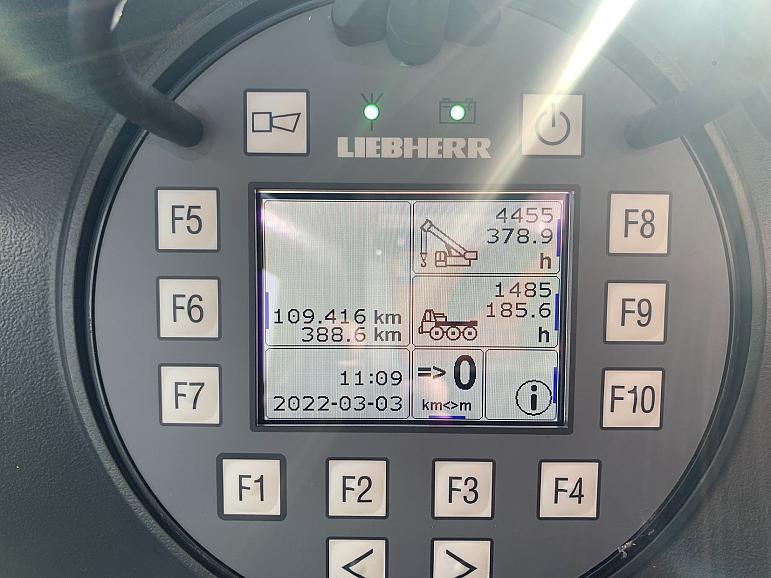 LIEBHERR
F5
F6
F7
F8
F9
F10
4455
378.9
h
1485
185.6
h
109.416 km
388.6 km
11:09
2022-03-03
=> 0
km<>m
i
F1
F2
F3
F4
<
>